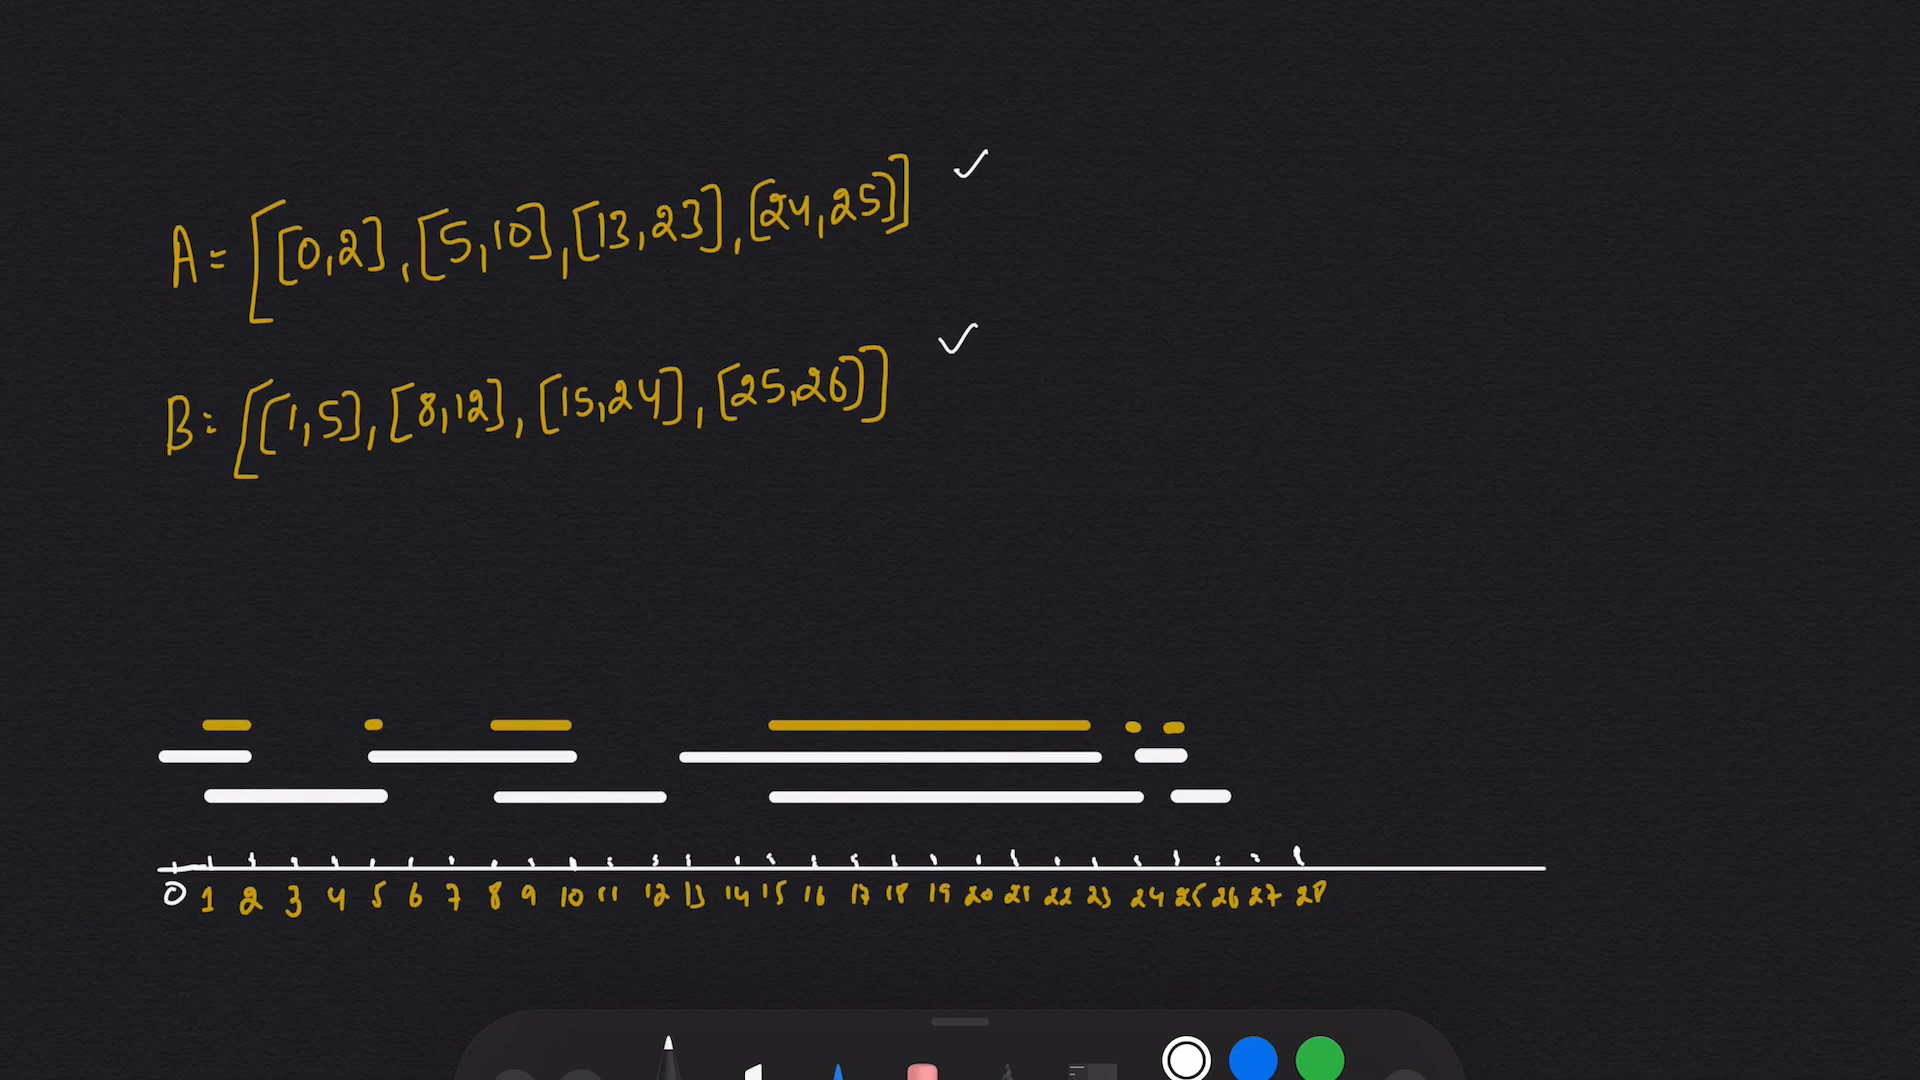 A = [[0,2],[5,10],[13,23],[24,25]]
B = [[1,5],[8,12],[15,24],[25,26]]
0 1 2 3 4 5 6 7 8 9 10 11 12 13 14 15 16 17 18 19 20 21 22 23 24 25 26 27 28